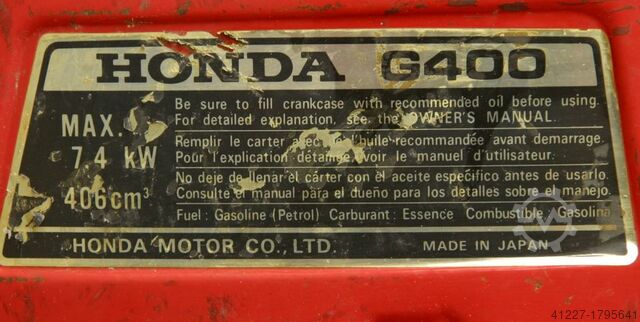 HONDA G400
MAX.
7.4 kW
406cm³
Be sure to fill crankcase with recommended oil before using.
For detailed explanation, see the OWNER'S MANUAL.
Remplir le carter avec l'huile recommandée avant démarrage.
Pour l'explication détaillée, voir le manuel d'utilisateur.
No deje de llenar el cárter con el aceite especifico antes de usarlo.
Consulte el manual para el dueño para los detalles sobre el manejo.
Fuel : Gasoline (Petrol) Carburant : Essence Combustible : Gasolina
HONDA MOTOR CO., LTD. MADE IN JAPAN
41227-1795641